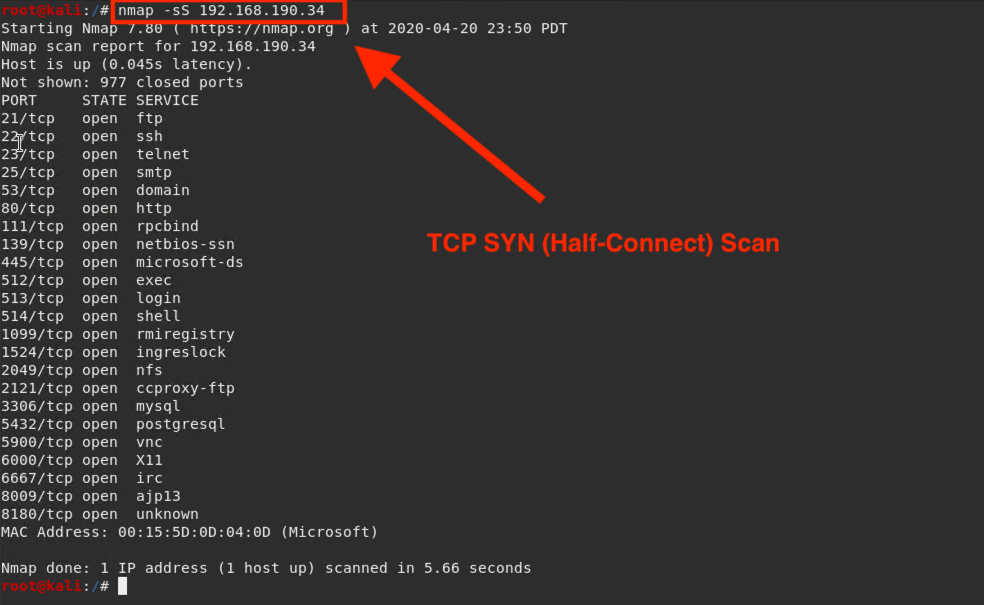 root@kali:/# nmap -sS 192.168.190.34
Starting Nmap 7.80 ( https://nmap.org ) at 2020-04-20 23:50 PDT
Nmap scan report for 192.168.190.34
Host is up (0.045s latency).
Not shown: 977 closed ports
PORT     STATE SERVICE
21/tcp   open  ftp
22/tcp   open  ssh
23/tcp   open  telnet
25/tcp   open  smtp
53/tcp   open  domain
80/tcp   open  http
111/tcp  open  rpcbind
139/tcp  open  netbios-ssn
445/tcp  open  microsoft-ds
512/tcp  open  exec
513/tcp  open  login
514/tcp  open  shell
1099/tcp open  rmiregistry
1524/tcp open  ingreslock
2049/tcp open  nfs
2121/tcp open  ccproxy-ftp
3306/tcp open  mysql
5432/tcp open  postgresql
5900/tcp open  vnc
6000/tcp open  X11
6667/tcp open  irc
8009/tcp open  ajp13
8180/tcp open  unknown
MAC Address: 00:15:5D:0D:04:0D (Microsoft)
Nmap done: 1 IP address (1 host up) scanned in 5.66 seconds
root@kali:/#
TCP SYN (Half-Connect) Scan